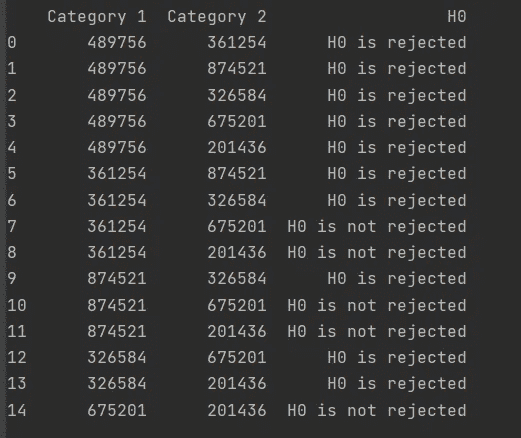 Category 1 Category 2 H0
0 489756 361254 H0 is rejected
1 489756 874521 H0 is rejected
2 489756 326584 H0 is rejected
3 489756 675201 H0 is rejected
4 489756 201436 H0 is rejected
5 361254 874521 H0 is rejected
6 361254 326584 H0 is rejected
7 361254 675201 H0 is not rejected
8 361254 201436 H0 is not rejected
9 874521 326584 H0 is rejected
10 874521 675201 H0 is not rejected
11 874521 201436 H0 is not rejected
12 326584 675201 H0 is rejected
13 326584 201436 H0 is rejected
14 675201 201436 H0 is not rejected